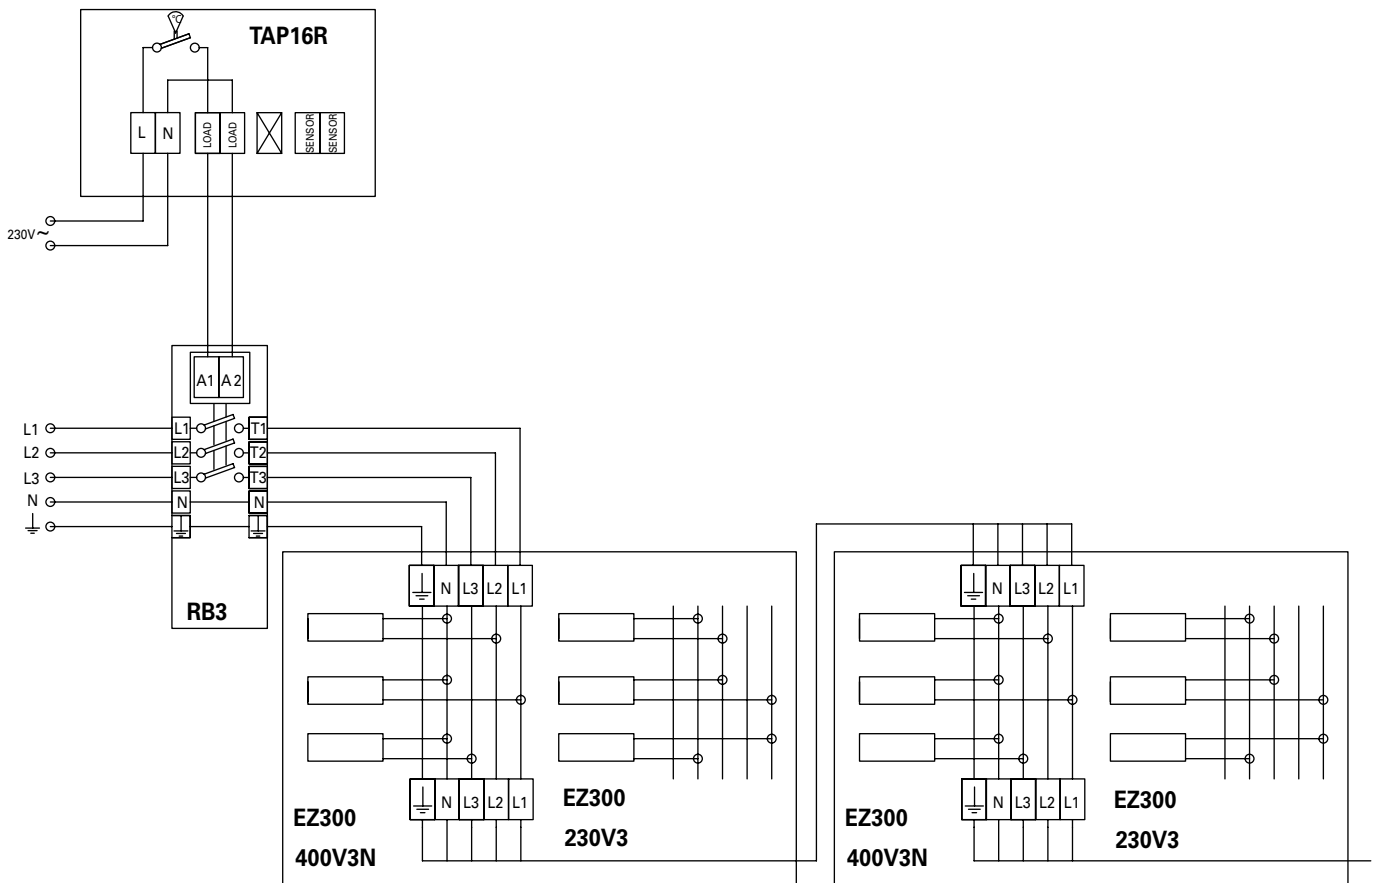 °C
TAP16R
L N LOAD LOAD SENSOR SENSOR
230V~
A1 A2
L1 L1 T1
L2 L2 T2
L3 L3 T3
N N N
RB3
N L3 L2 L1
N L3 L2 L1
N L3 L2 L1
N L3 L2 L1
EZ300
400V3N
EZ300
230V3
EZ300
400V3N
EZ300
230V3